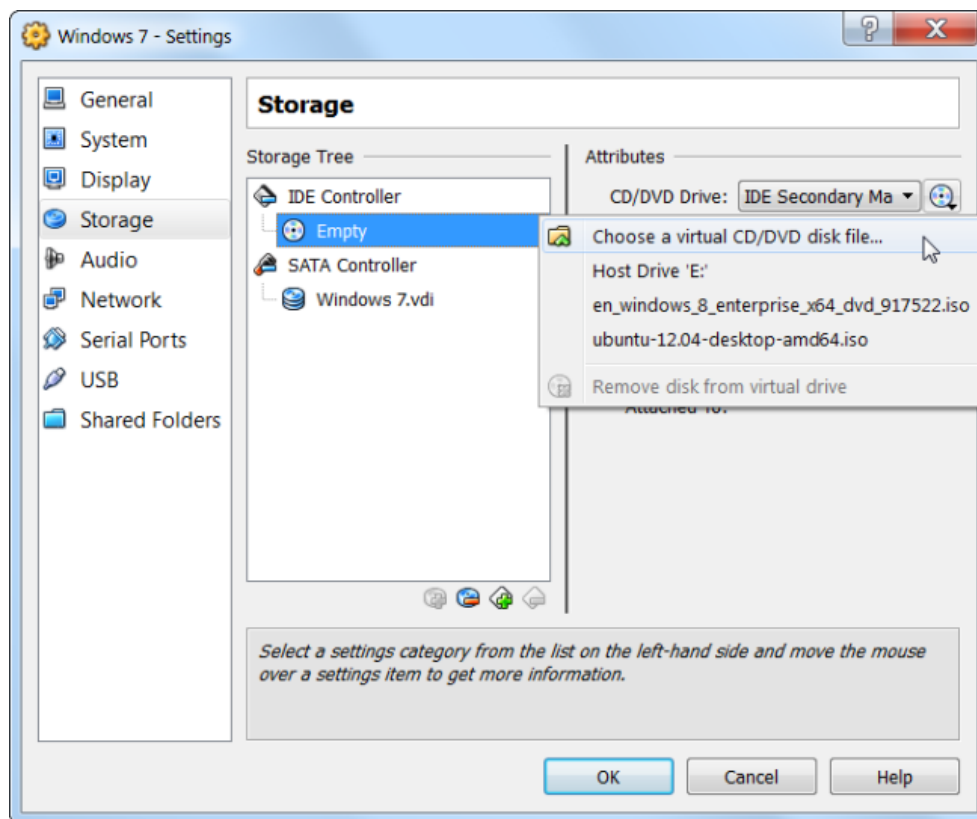 Windows 7 - Settings
General
System
Display
Storage
Audio
Network
Serial Ports
USB
Shared Folders
Storage
Storage Tree
IDE Controller
Empty
SATA Controller
Windows 7.vdi
Attributes
CD/DVD Drive: IDE Secondary Ma
Choose a virtual CD/DVD disk file...
Host Drive 'E:'
en_windows_8_enterprise_x64_dvd_917522.iso
ubuntu-12.04-desktop-amd64.iso
Remove disk from virtual drive
Attached To:
Select a settings category from the list on the left-hand side and move the mouse
over a settings item to get more information.
OK Cancel Help